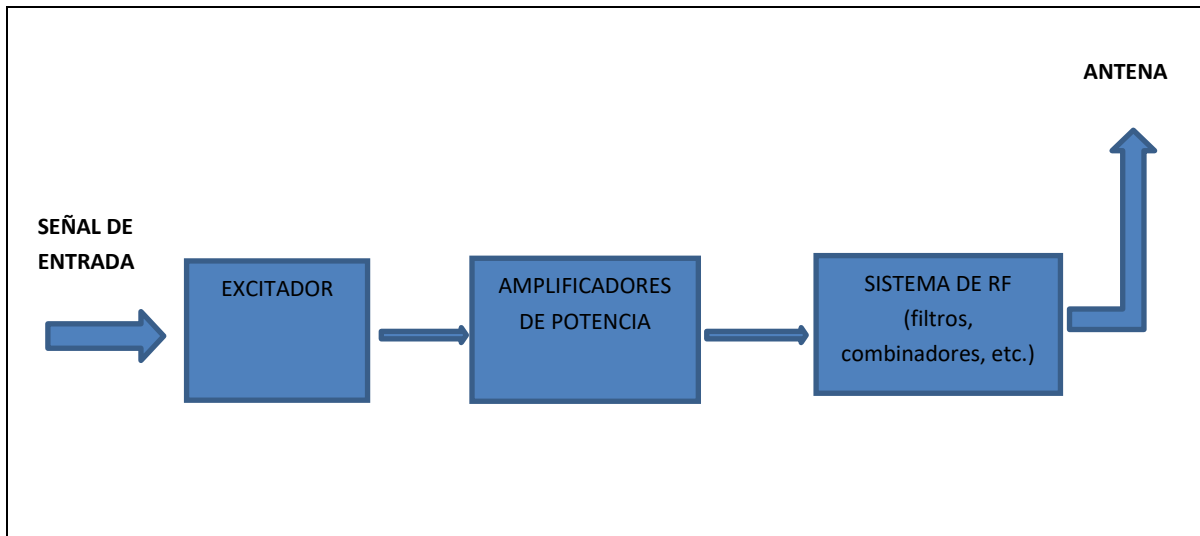 ANTENA
SEÑAL DE
ENTRADA
EXCITADOR
AMPLIFICADORES
DE POTENCIA
SISTEMA DE RF
(filtros,
combinadores, etc.)